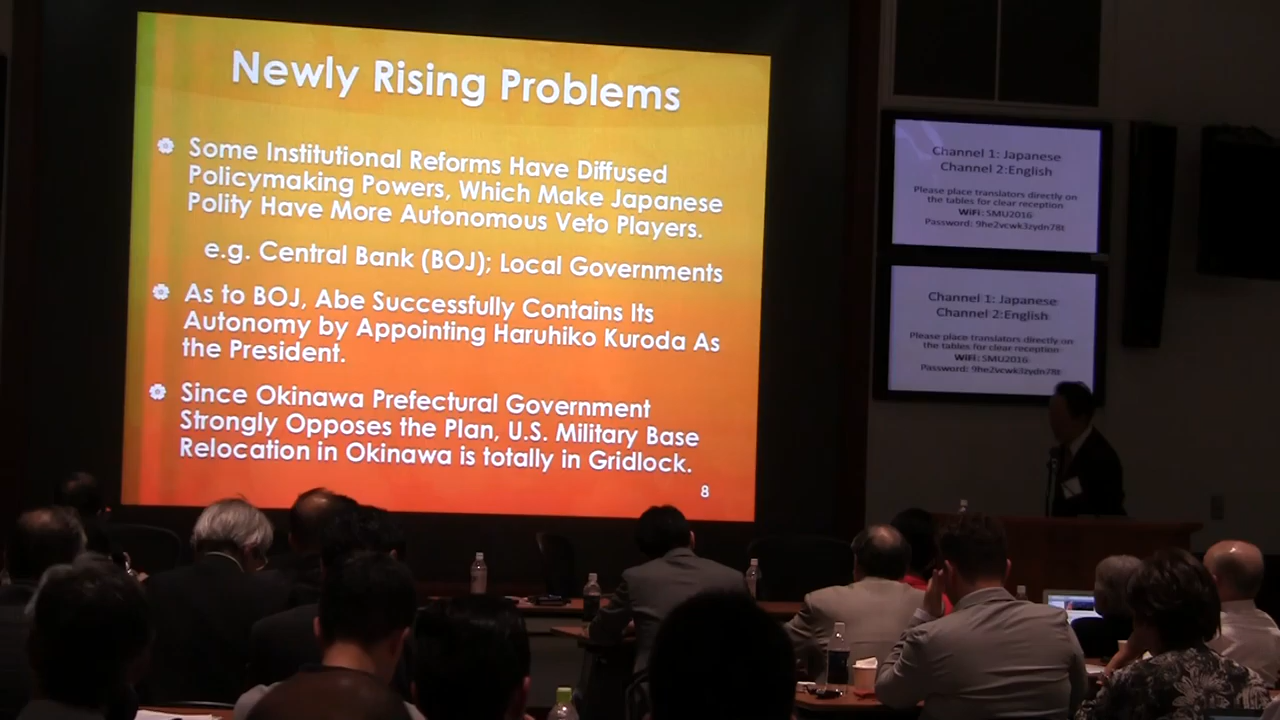 Newly Rising Problems
Some Institutional Reforms Have Diffused
Policymaking Powers, Which Make Japanese
Polity Have More Autonomous Veto Players.
e.g. Central Bank (BOJ); Local Governments
As to BOJ, Abe Successfully Contains Its
Autonomy by Appointing Haruhiko Kuroda As
the President.
Since Okinawa Prefectural Government
Strongly Opposes the Plan, U.S. Military Base
Relocation in Okinawa is totally in Gridlock.
8
Channel 1: Japanese
Channel 2:English
Please place translators directly on
the tables for clear reception
WiFi: SMU2016
Password: 9he2vcwk3zydn78t
Channel 1: Japanese
Channel 2:English
Please place translators directly on
the tables for clear reception
WiFi: SMU2016
Password: 9he2vcwk3zydn78t